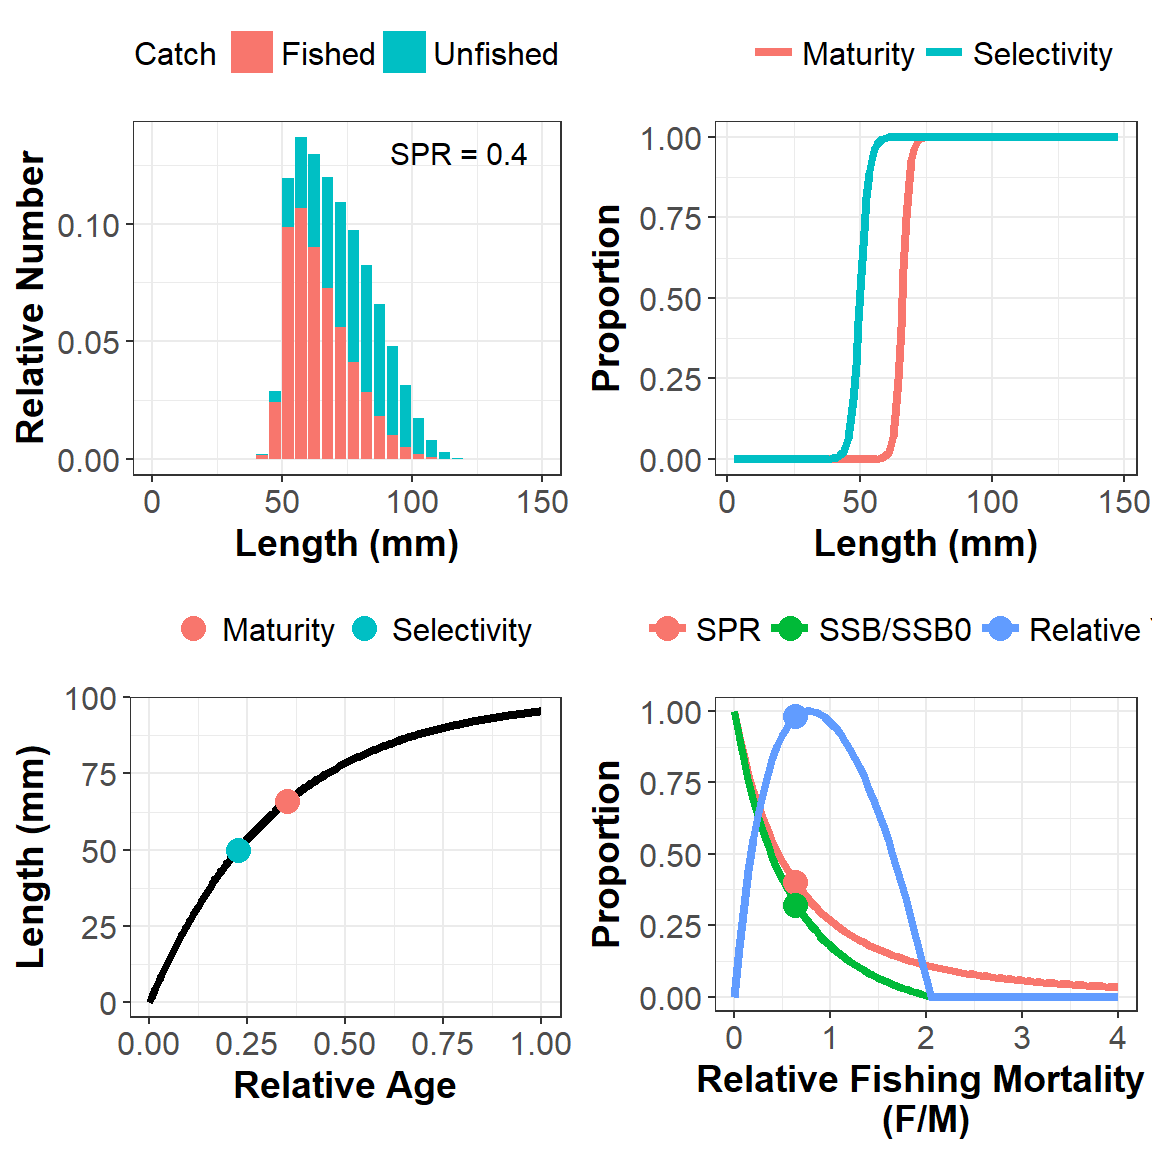 Catch Fished Unfished
SPR = 0.4
Relative Number
0.10
0.05
0.00
0 50 100 150
Length (mm)
Maturity Selectivity
Proportion
1.00
0.75
0.50
0.25
0.00
0 50 100 150
Length (mm)
Maturity Selectivity
Length (mm)
100
75
50
25
0
0.00 0.25 0.50 0.75 1.00
Relative Age
SPR SSB/SSB0 Relative
Proportion
1.00
0.75
0.50
0.25
0.00
0 1 2 3 4
Relative Fishing Mortality
(F/M)